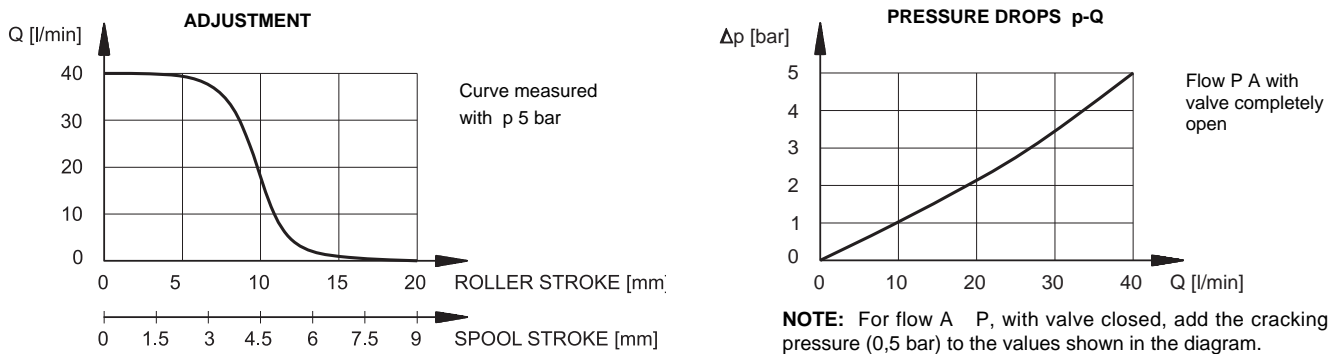 ADJUSTMENT
Q [l/min]
40
30
20
10
0
0 5 10 15 20 ROLLER STROKE [mm]
0 1.5 3 4.5 6 7.5 9 SPOOL STROKE [mm]
Curve measured
with p 5 bar
PRESSURE DROPS p-Q
Δp [bar]
5
4
3
2
1
0
0 10 20 30 40 Q [l/min]
Flow P A with
valve completely
open
NOTE: For flow A P, with valve closed, add the cracking
pressure (0,5 bar) to the values shown in the diagram.